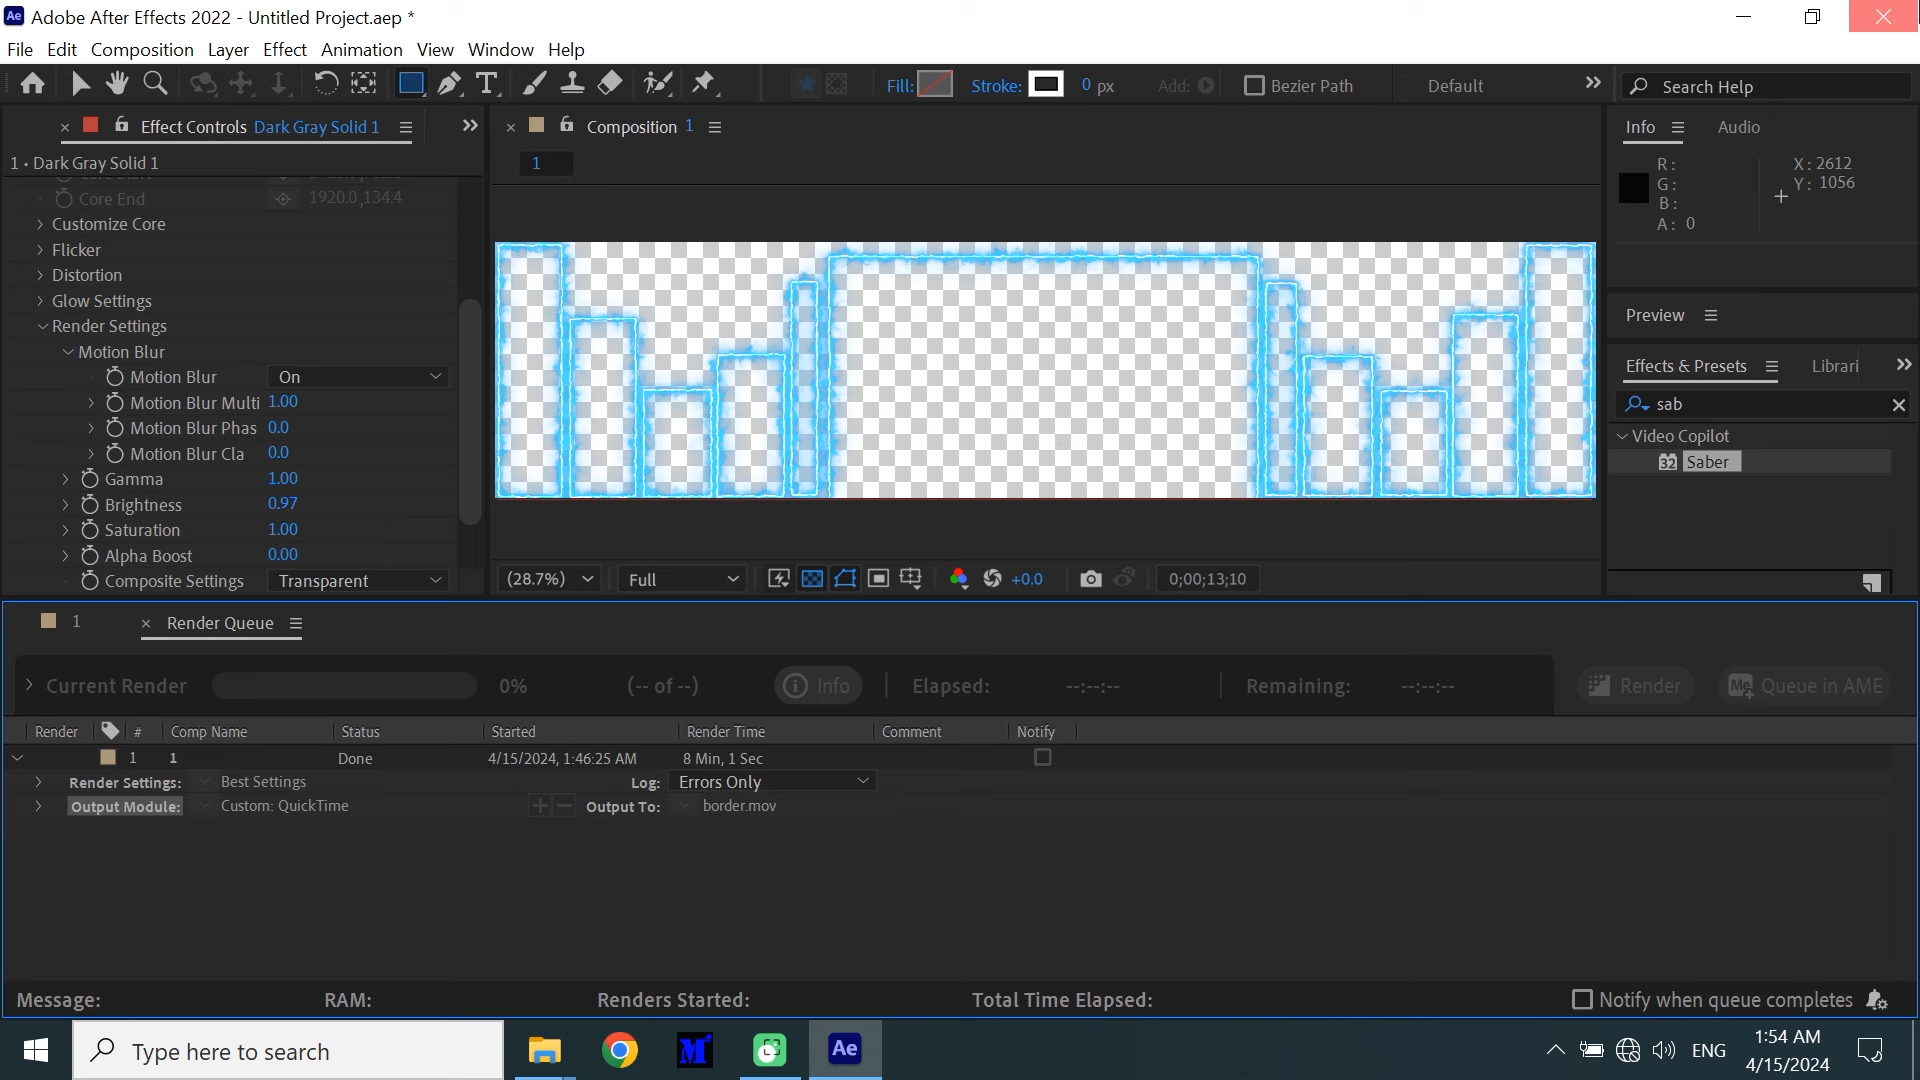 Ae Adobe After Effects 2022 - Untitled Project.aep *
File Edit Composition Layer Effect Animation View Window Help
Fill: Stroke: 0 px Add: Bezier Path Default Search Help
Effect Controls Dark Gray Solid 1
Composition 1
Info Audio
1 • Dark Gray Solid 1
1
R: X: 2612
G: Y: 1056
B:
A: 0
Core End 1920.0,134.4
Customize Core
Flicker
Distortion
Glow Settings
Render Settings
Motion Blur
Motion Blur On
Motion Blur Multi 1.00
Motion Blur Phas 0.0
Motion Blur Cla 0.0
Gamma 1.00
Brightness 0.97
Saturation 1.00
Alpha Boost 0.00
Composite Settings Transparent
(28.7%) Full +0.0 0;00;13;10
Preview
Effects & Presets Librari
sab
Video Copilot
32 Saber
1 Render Queue
Current Render 0% (-- of --) Info Elapsed: --:--:-- Remaining: --:--:-- Render Me Queue in AME
Render # Comp Name Status Started Render Time Comment Notify
1 1 Done 4/15/2024, 1:46:25 AM 8 Min, 1 Sec
Render Settings: Best Settings Log: Errors Only
Output Module: Custom: QuickTime Output To: border.mov
Message: RAM: Renders Started: Total Time Elapsed: Notify when queue completes
Type here to search
M
Ae
ENG
1:54 AM
4/15/2024